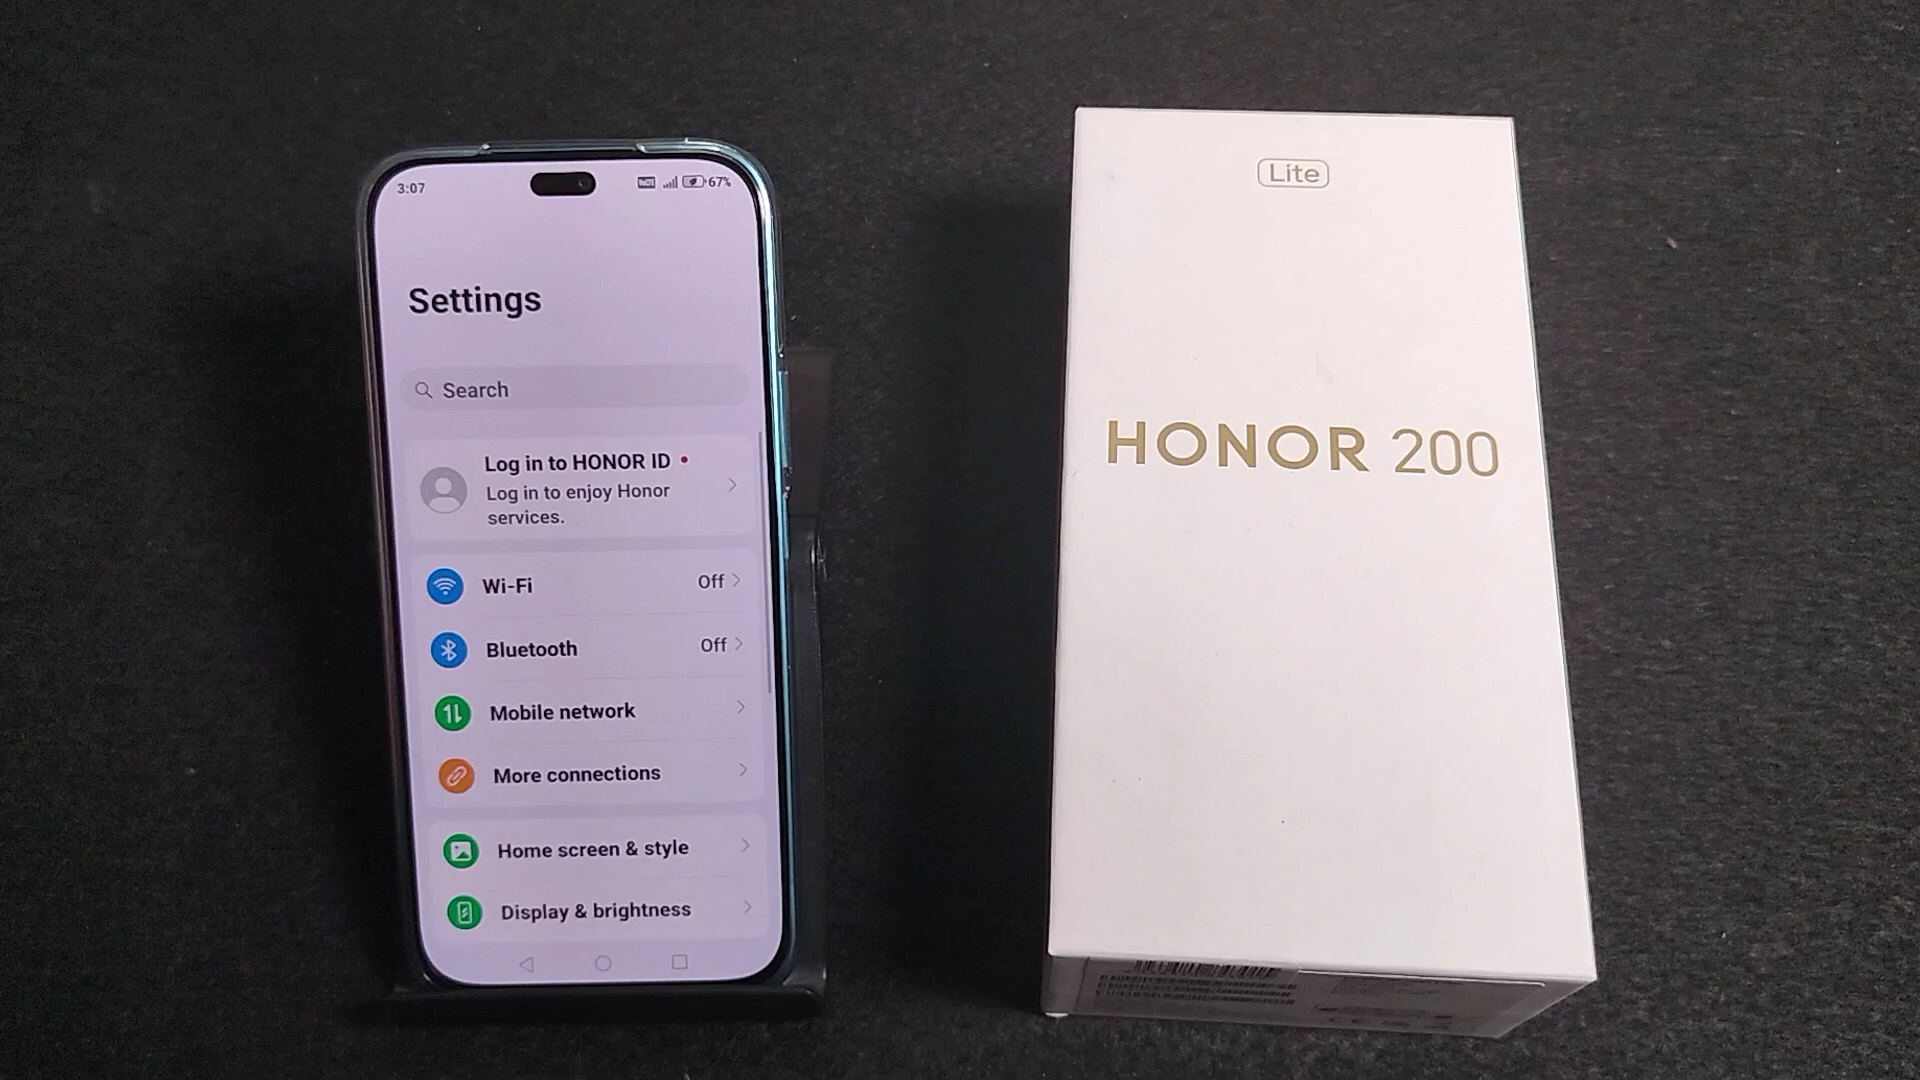 3:07
67%
Settings
Search
Log in to HONOR ID
Log in to enjoy Honor
services.
Wi-Fi Off
Bluetooth Off
Mobile network
More connections
Home screen & style
Display & brightness
Lite
HONOR 200